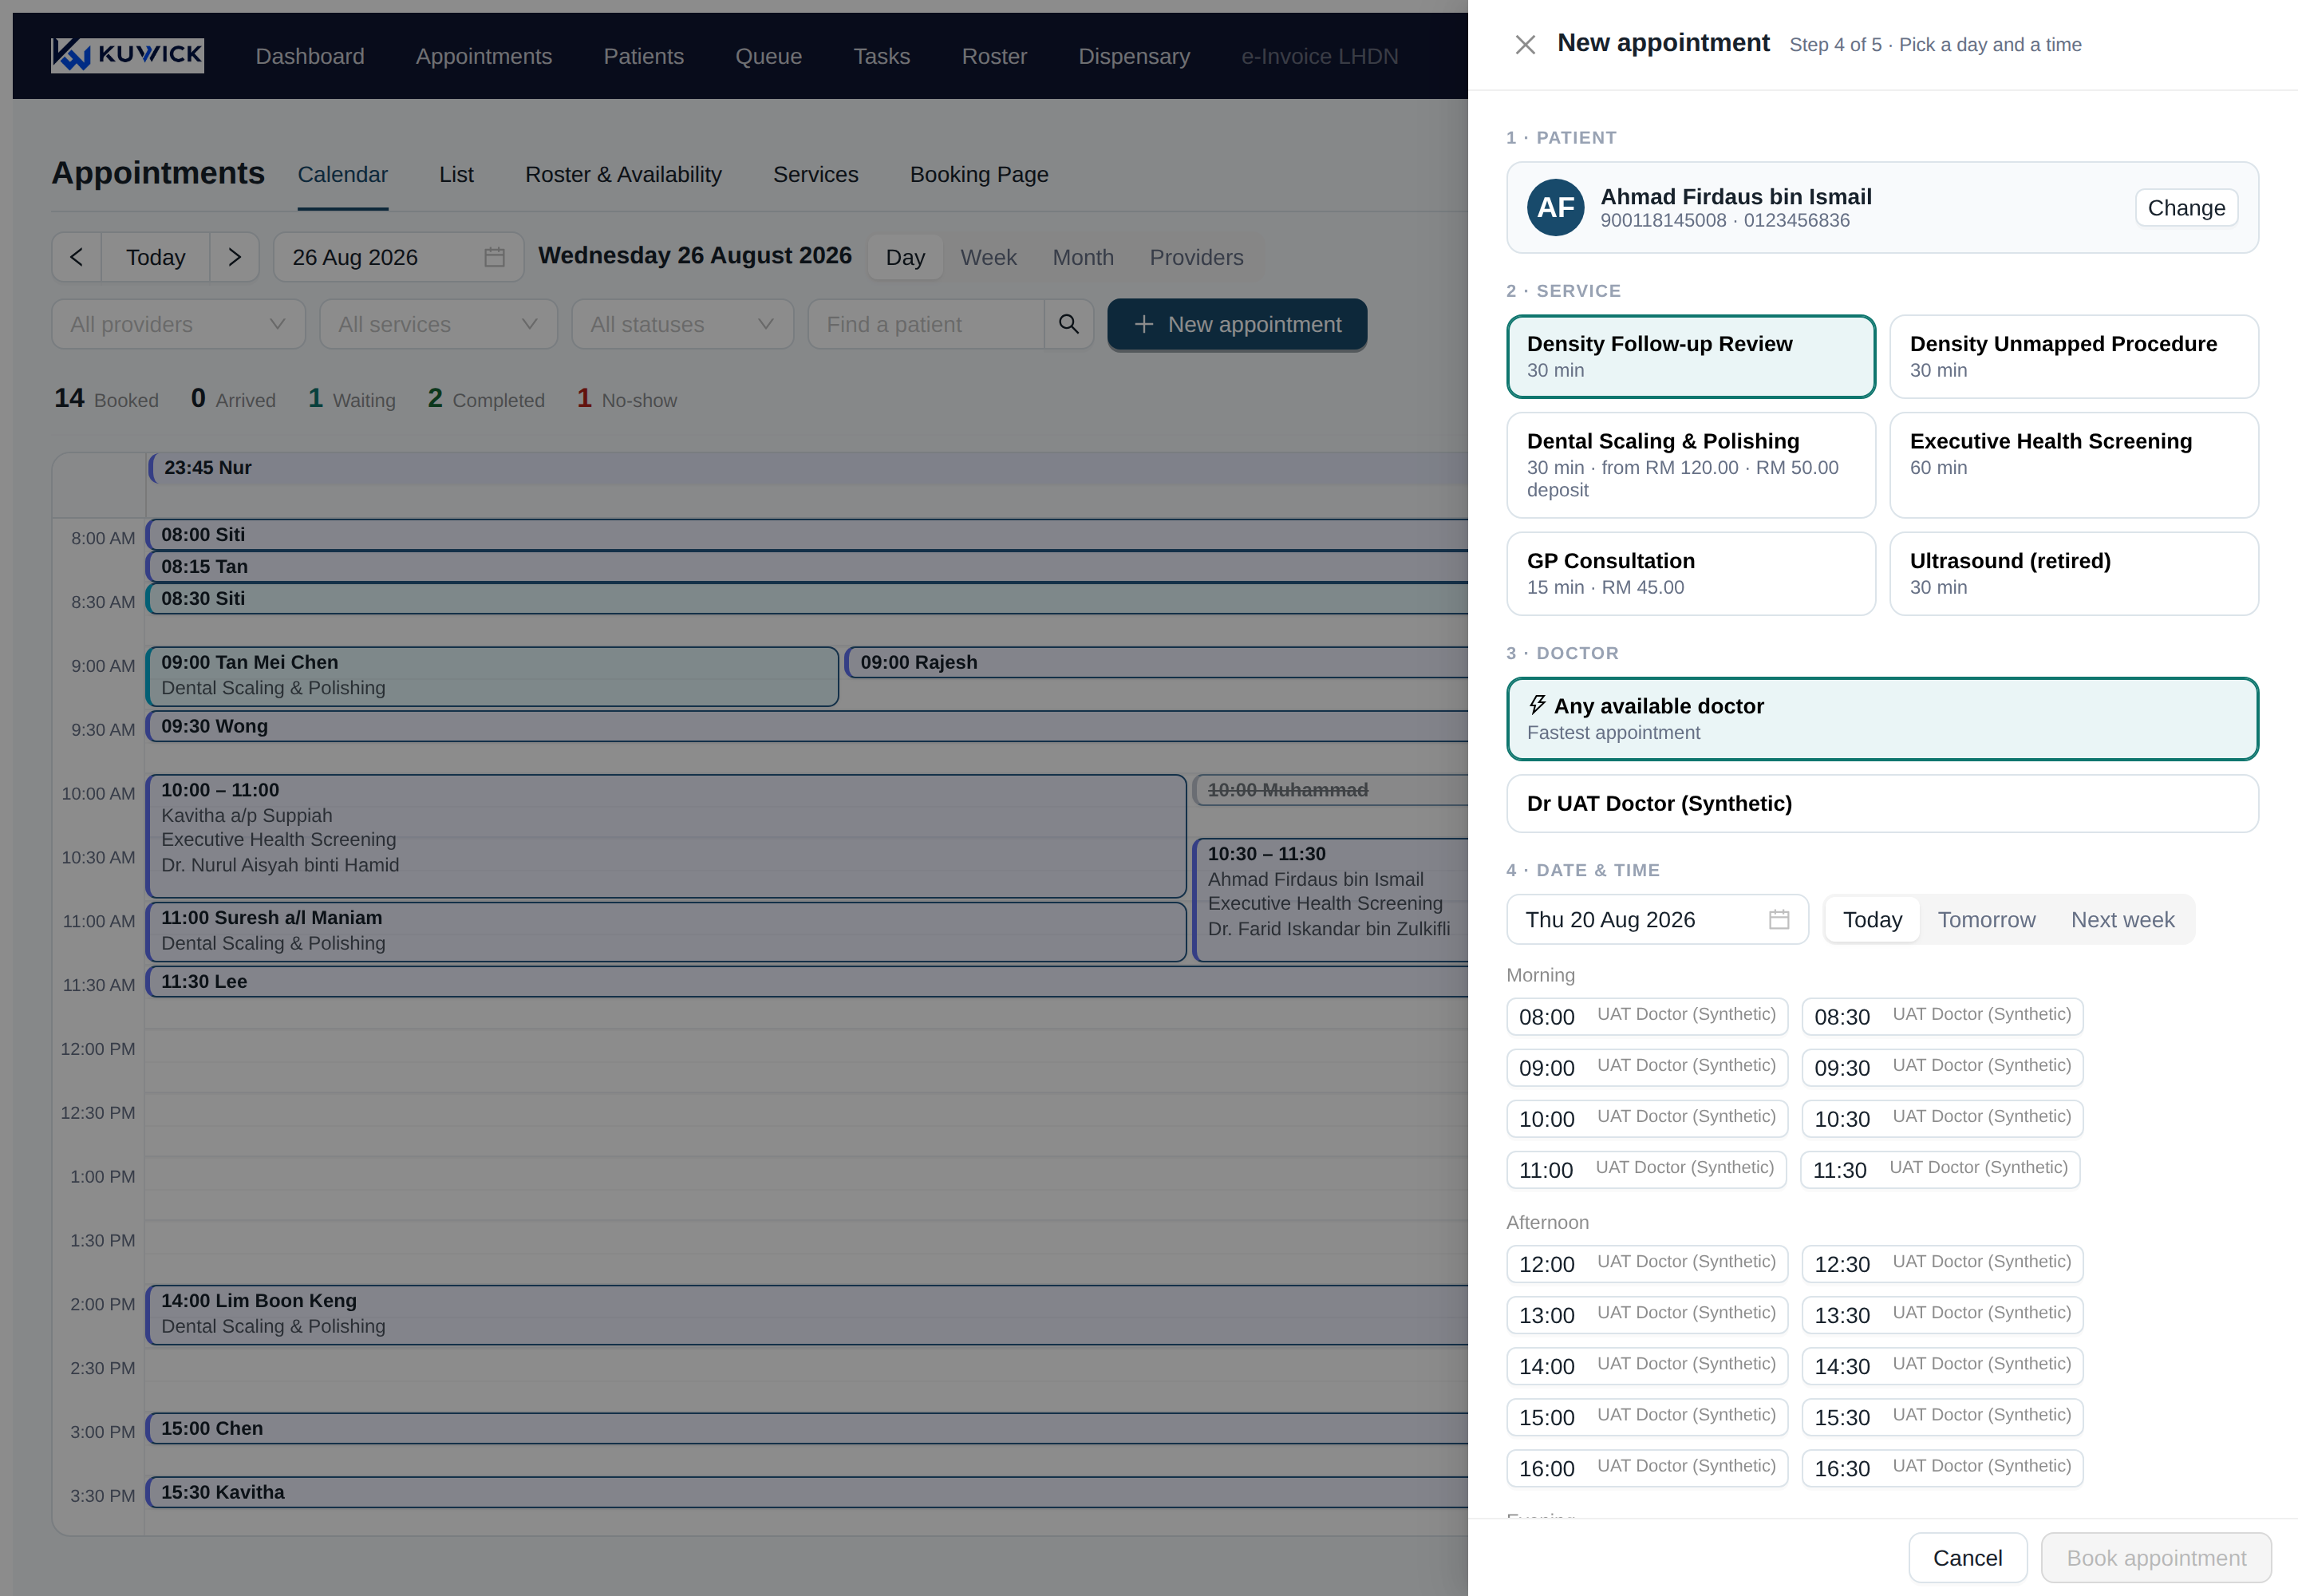 KUWICK
Dashboard
Appointments
Patients
Queue
Tasks
Roster
Dispensary
e-Invoice LHDN
Appointments
Calendar
List
Roster & Availability
Services
Booking Page
Today
26 Aug 2026
Wednesday 26 August 2026
Day
Week
Month
Providers
All providers
All services
All statuses
Find a patient
New appointment
14 Booked
0 Arrived
1 Waiting
2 Completed
1 No-show
23:45 Nur
8:00 AM
08:00 Siti
08:15 Tan
8:30 AM
08:30 Siti
9:00 AM
09:00 Tan Mei Chen
Dental Scaling & Polishing
09:00 Rajesh
9:30 AM
09:30 Wong
10:00 AM
10:00 – 11:00
Kavitha a/p Suppiah
Executive Health Screening
Dr. Nurul Aisyah binti Hamid
10:00 Muhammad
10:30 AM
10:30 – 11:30
Ahmad Firdaus bin Ismail
Executive Health Screening
Dr. Farid Iskandar bin Zulkifli
11:00 AM
11:00 Suresh a/l Maniam
Dental Scaling & Polishing
11:30 AM
11:30 Lee
12:00 PM
12:30 PM
1:00 PM
1:30 PM
2:00 PM
14:00 Lim Boon Keng
Dental Scaling & Polishing
2:30 PM
3:00 PM
15:00 Chen
3:30 PM
15:30 Kavitha
New appointment
Step 4 of 5 · Pick a day and a time
1 · PATIENT
AF
Ahmad Firdaus bin Ismail
900118145008 · 0123456836
Change
2 · SERVICE
Density Follow-up Review
30 min
Density Unmapped Procedure
30 min
Dental Scaling & Polishing
30 min · from RM 120.00 · RM 50.00
deposit
Executive Health Screening
60 min
GP Consultation
15 min · RM 45.00
Ultrasound (retired)
30 min
3 · DOCTOR
Any available doctor
Fastest appointment
Dr UAT Doctor (Synthetic)
4 · DATE & TIME
Thu 20 Aug 2026
Today
Tomorrow
Next week
Morning
08:00 UAT Doctor (Synthetic)
08:30 UAT Doctor (Synthetic)
09:00 UAT Doctor (Synthetic)
09:30 UAT Doctor (Synthetic)
10:00 UAT Doctor (Synthetic)
10:30 UAT Doctor (Synthetic)
11:00 UAT Doctor (Synthetic)
11:30 UAT Doctor (Synthetic)
Afternoon
12:00 UAT Doctor (Synthetic)
12:30 UAT Doctor (Synthetic)
13:00 UAT Doctor (Synthetic)
13:30 UAT Doctor (Synthetic)
14:00 UAT Doctor (Synthetic)
14:30 UAT Doctor (Synthetic)
15:00 UAT Doctor (Synthetic)
15:30 UAT Doctor (Synthetic)
16:00 UAT Doctor (Synthetic)
16:30 UAT Doctor (Synthetic)
Cancel
Book appointment